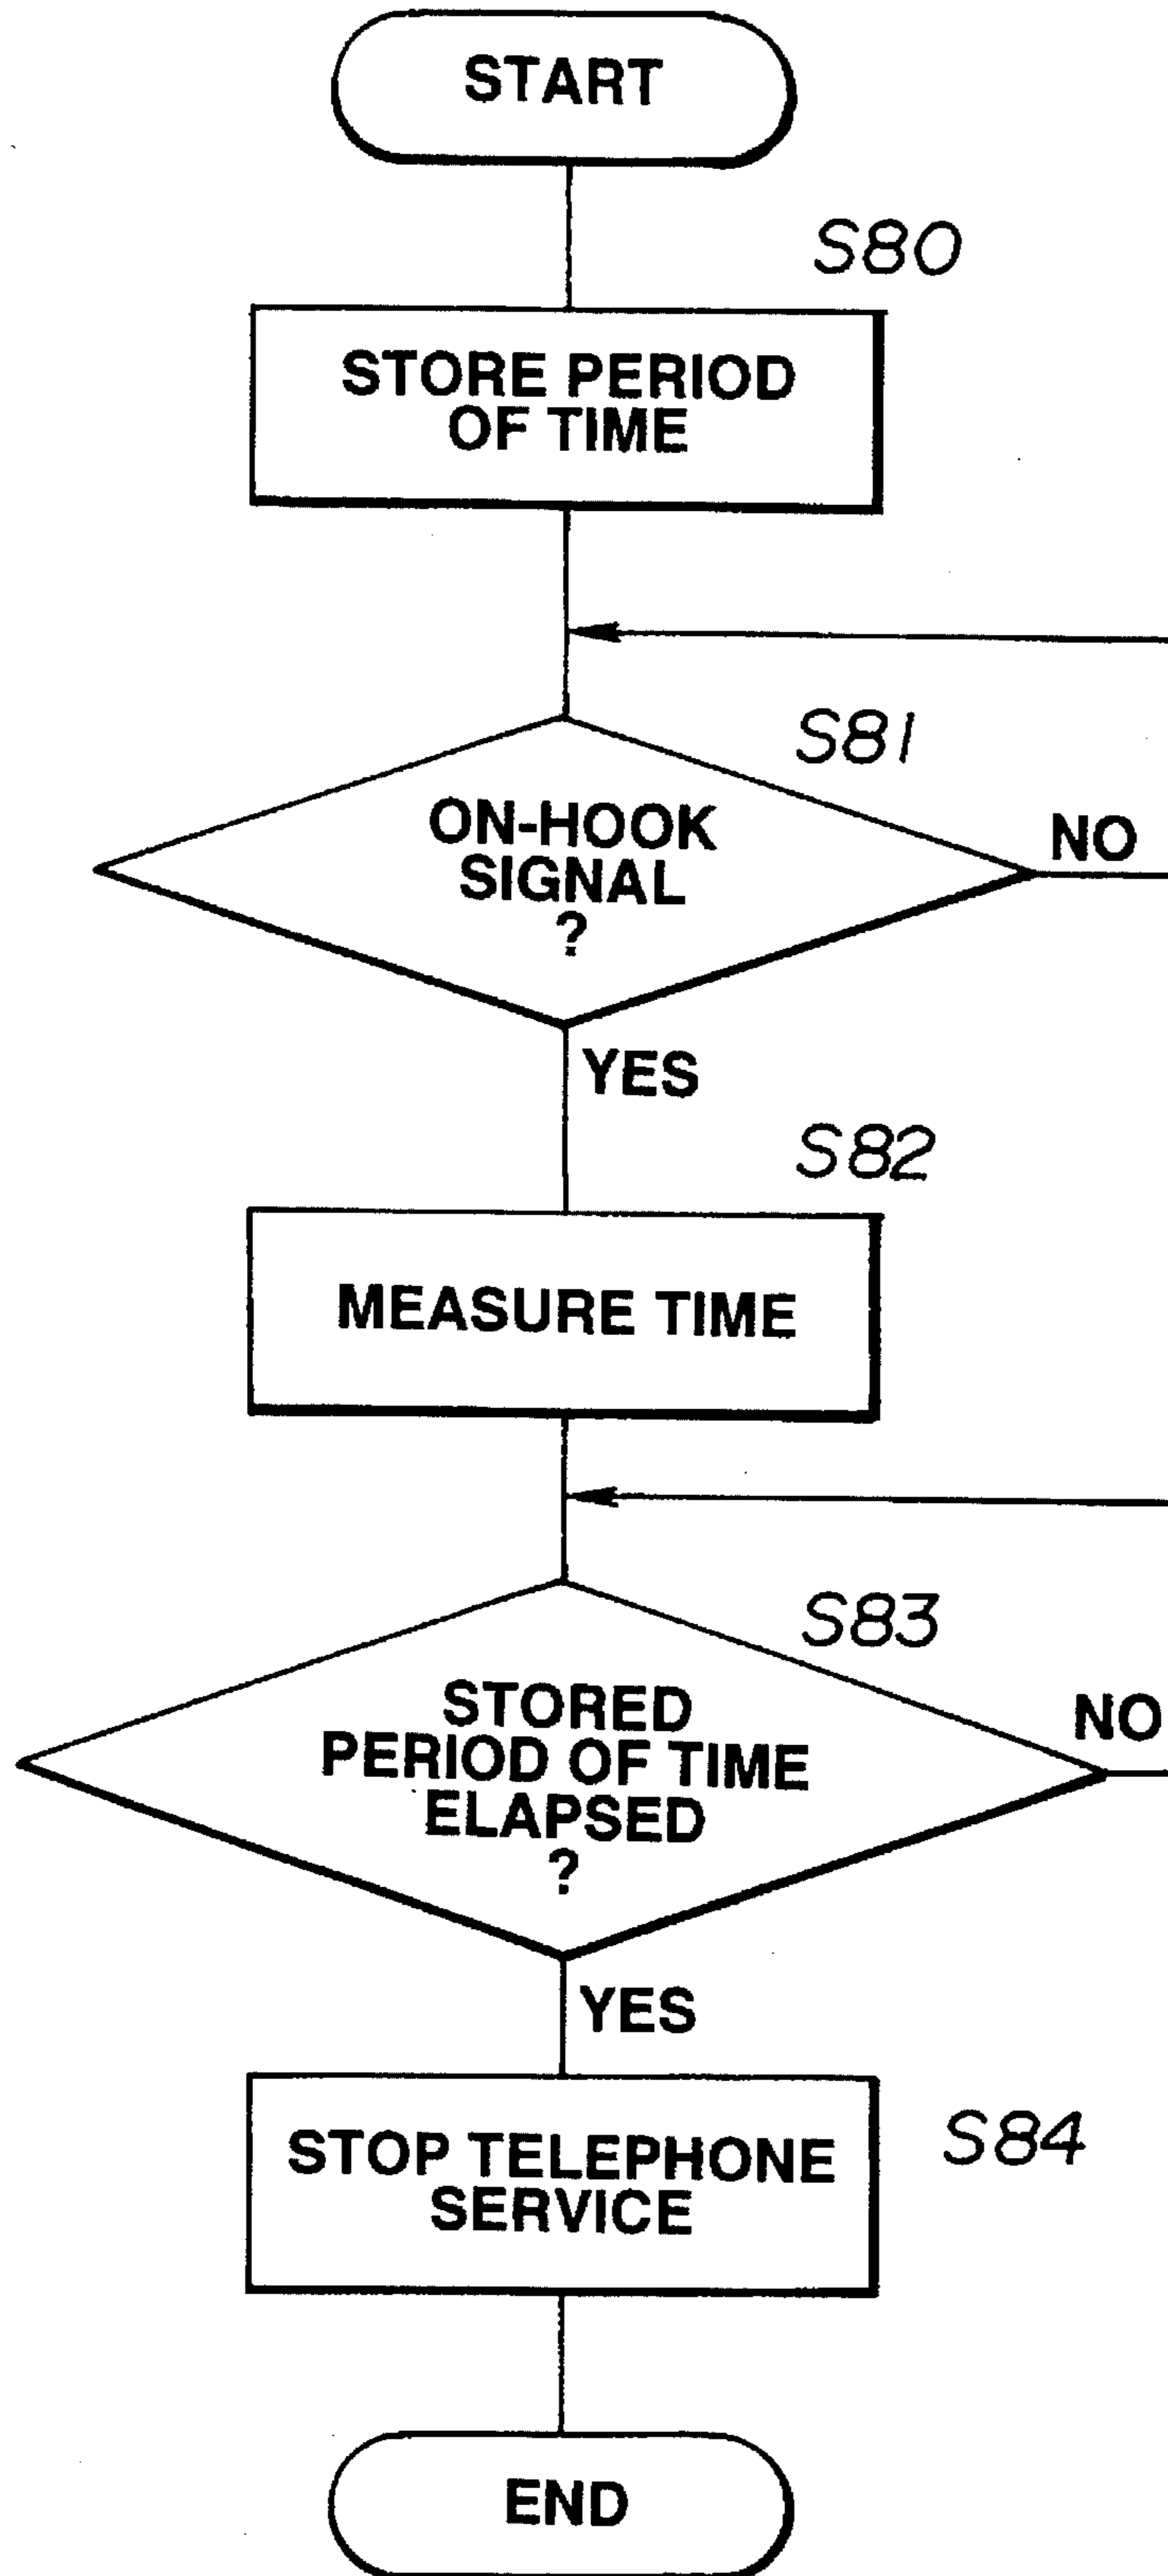 START
S80
STORE PERIOD
OF TIME
S81
ON-HOOK
SIGNAL
?
NO
YES
S82
MEASURE TIME
S83
STORED
PERIOD OF TIME
ELAPSED
?
NO
YES
STOP TELEPHONE
SERVICE
S84
END